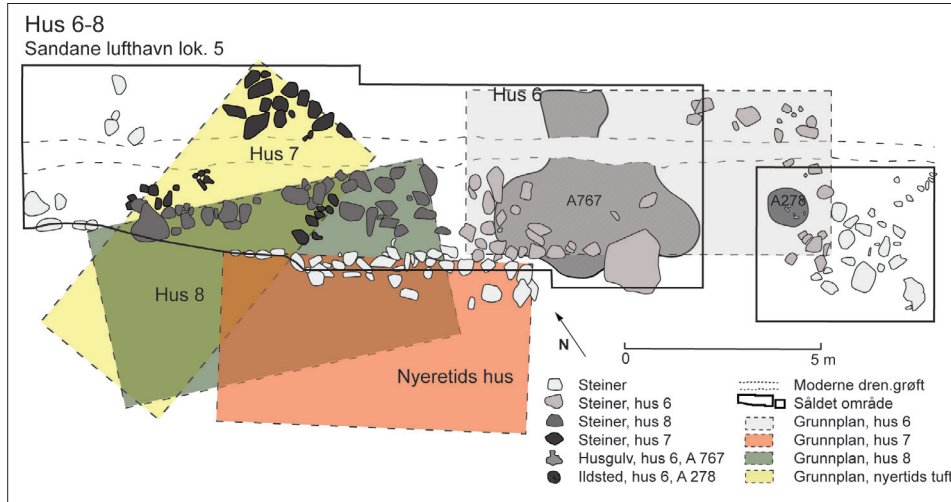 Hus 6-8
Sandane lufthavn lok. 5
Hus 6
Hus 7
A767
A278
Hus 8
Nyeretids hus
N
0
5 m
Steiner
Steiner, hus 6
Steiner, hus 8
Steiner, hus 7
Husgulv, hus 6, A 767
Ildsted, hus 6, A 278
Moderne dren.grøft
Såldet område
Grunnplan, hus 6
Grunnplan, hus 7
Grunnplan, hus 8
Grunnplan, nyertids tuft